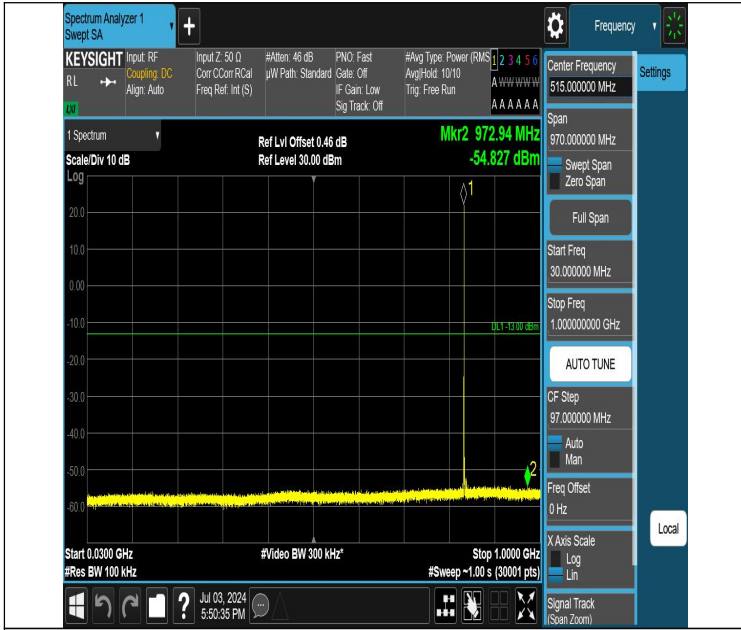 Spectrum Analyzer 1
Swept SA
+
Frequency
KEYSIGHT
RL
LXI
Input: RF
Coupling: DC
Align: Auto
Input Z: 50 Ω
Corr CCorr RCal
Freq Ref: Int (S)
#Atten: 46 dB
µW Path: Standard
PNO: Fast
Gate: Off
IF Gain: Low
Sig Track: Off
#Avg Type: Power (RMS
Avg|Hold: 10/10
Trig: Free Run
1 2 3 4 5 6
A W W W W W
A A A A A A
1 Spectrum
Scale/Div 10 dB
Log
Ref Lvl Offset 0.46 dB
Ref Level 30.00 dBm
Mkr2 972.94 MHz
-54.827 dBm
1
20.0
10.0
0.00
-10.0
DL1 -13.00 dBm
-20.0
-30.0
-40.0
-50.0
2
-60.0
Start 0.0300 GHz
#Res BW 100 kHz
#Video BW 300 kHz*
Stop 1.0000 GHz
#Sweep ~1.00 s (30001 pts)
?
Jul 03, 2024
5:50:35 PM
Center Frequency
515.000000 MHz
Settings
Span
970.000000 MHz
Swept Span
Zero Span
Full Span
Start Freq
30.000000 MHz
Stop Freq
1.000000000 GHz
AUTO TUNE
CF Step
97.000000 MHz
Auto
Man
Freq Offset
0 Hz
X Axis Scale
Log
Lin
Local
Signal Track
(Span Zoom)